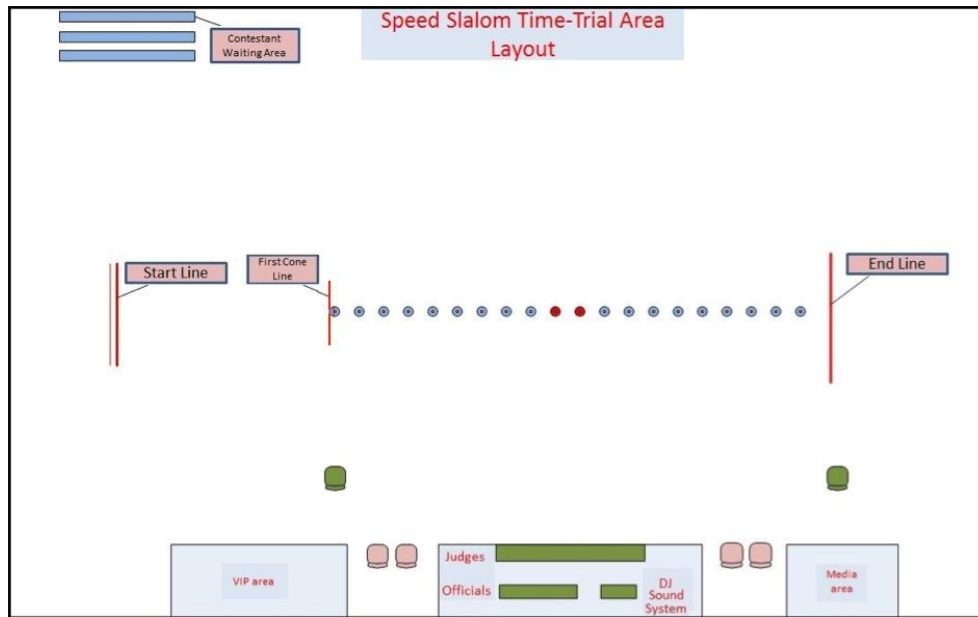 Speed Slalom Time-Trial Area
Layout
Contestant
Waiting Area
Start Line
First Cone
Line
End Line
Judges
Officials
DJ
Sound
System
VIP area
Media
area